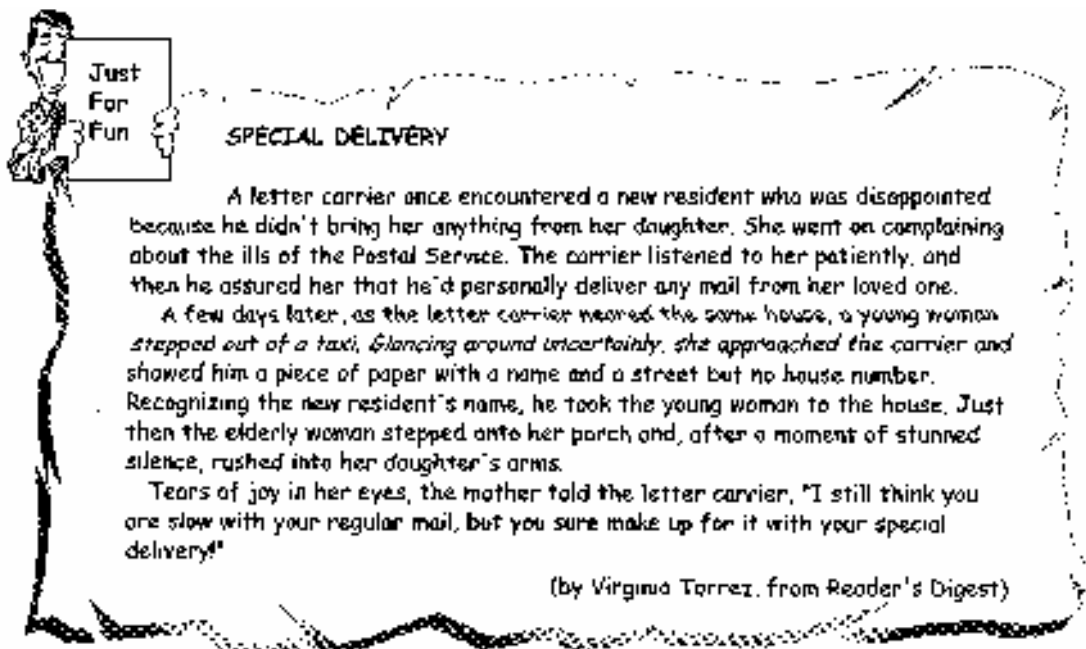 Just
For
Fun
SPECIAL DELIVERY
A letter carrier once encountered a new resident who was disappointed
because he didn't bring her anything from her daughter. She went on complaining
about the ills of the Postal Service. The carrier listened to her patiently, and
then he assured her that he'd personally deliver any mail from her loved one.
A few days later, as the letter carrier neared the same house, a young woman
stepped out of a taxi. Glancing around uncertainly, she approached the carrier and
showed him a piece of paper with a name and a street but no house number.
Recognizing the new resident's name, he took the young woman to the house. Just
then the elderly woman stepped onto her porch and, after a moment of stunned
silence, rushed into her daughter's arms.
Tears of joy in her eyes, the mother told the letter carrier, "I still think you
are slow with your regular mail, but you sure make up for it with your special
delivery!"
(by Virginia Torrez, from Reader's Digest)